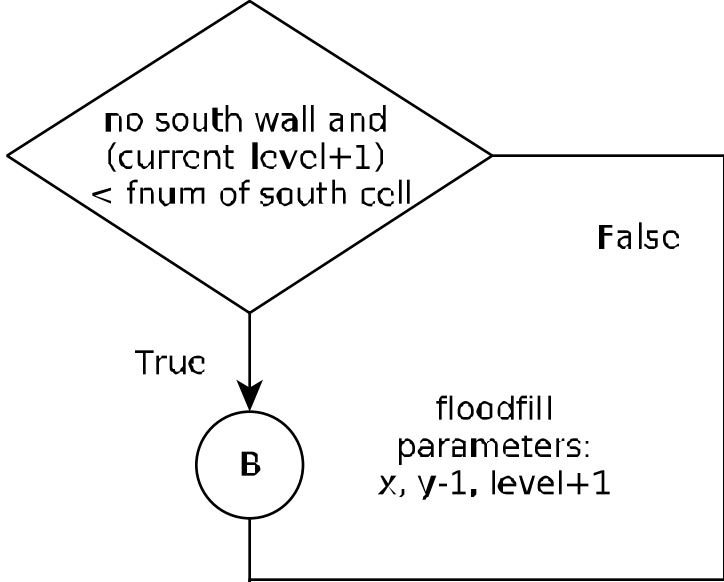 no south wall and
(current level+1)
< fnum of south cell
False
True
floodfill
parameters:
x, y-1, level+1
B